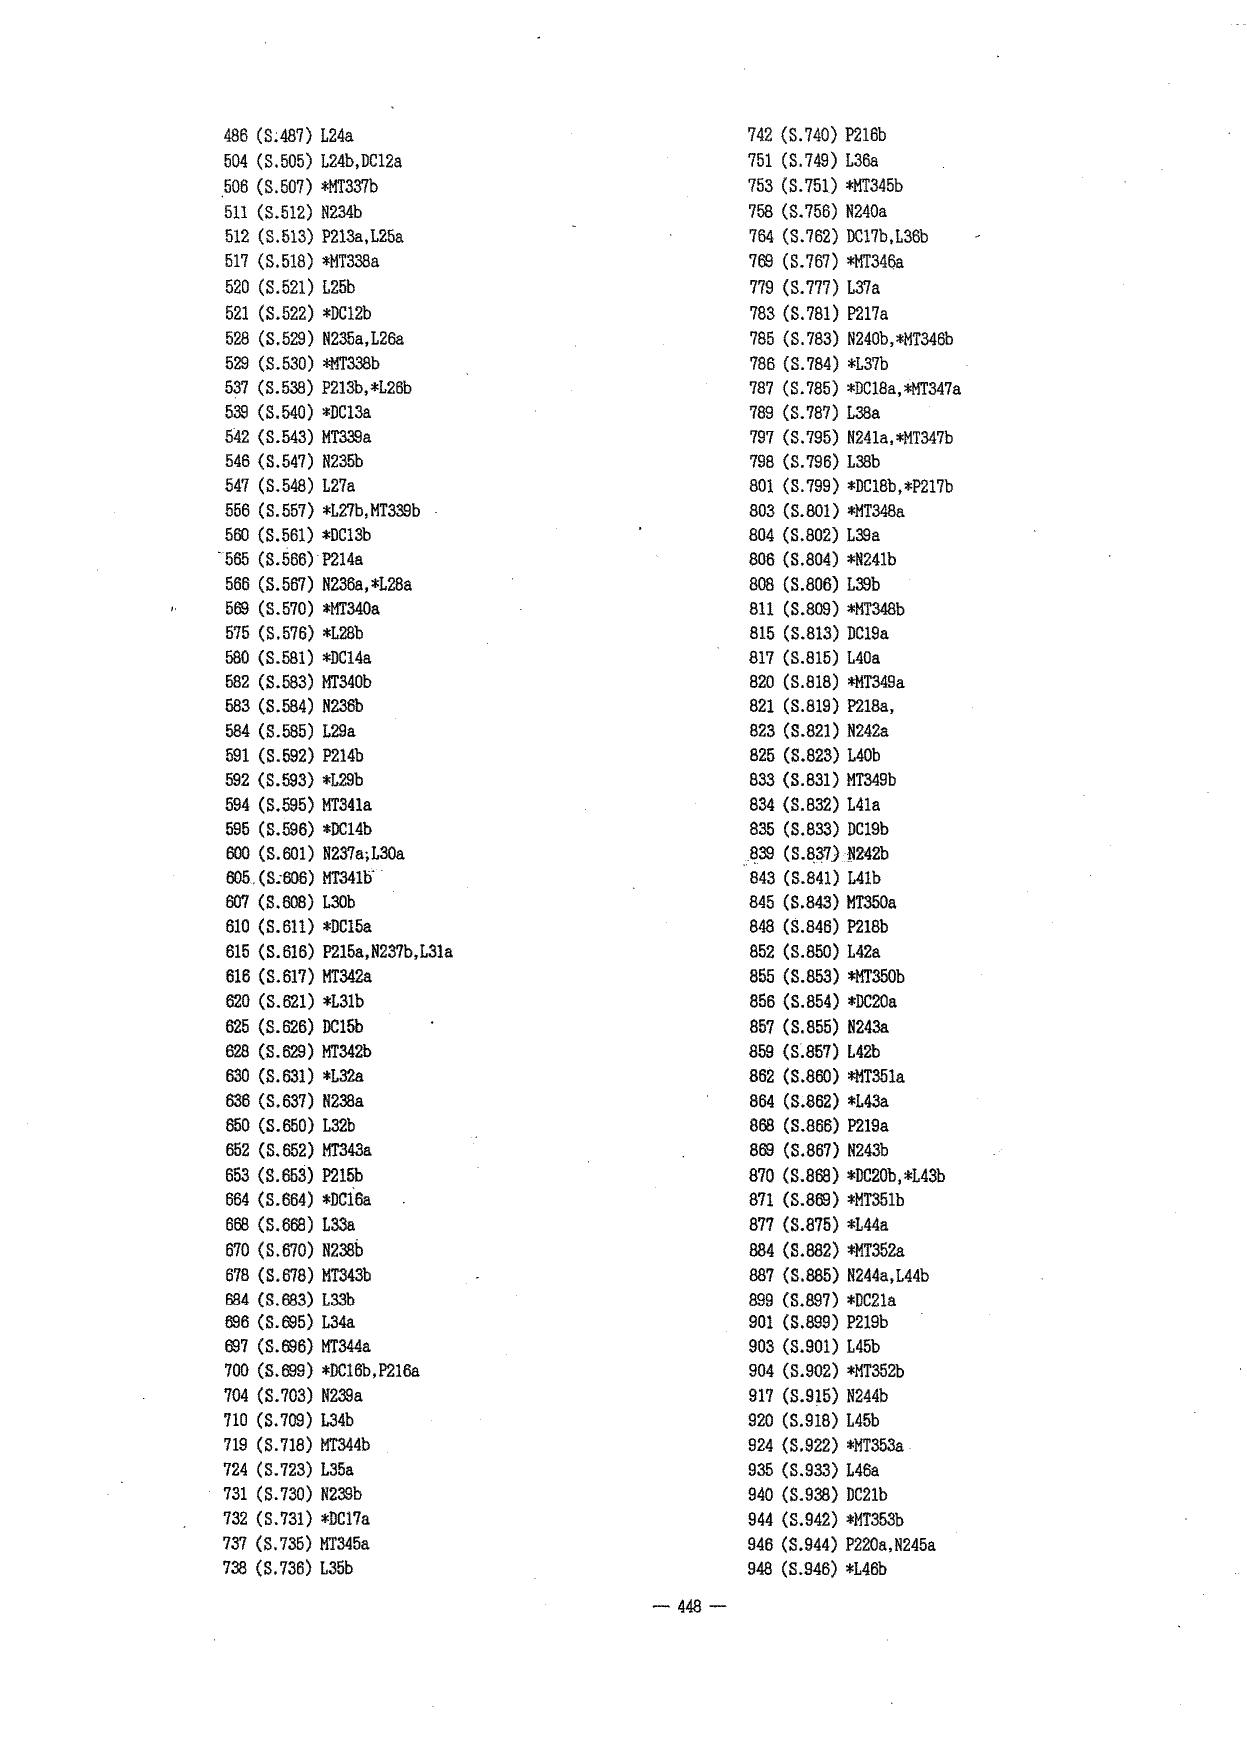 486 (S.487) L24a
504 (S.505) L24b,DC12a
506 (S.507) *MT337b
511 (S.512) N234b
512 (S.513) P213a,L25a
517 (S.518) *MT338a
520 (S.521) L25b
521 (S.522) *DC12b
528 (S.529) N235a,L26a
529 (S.530) *MT338b
537 (S.538) P213b,*L26b
539 (S.540) *DC13a
542 (S.543) MT339a
546 (S.547) N235b
547 (S.548) L27a
556 (S.557) *L27b,MT339b
560 (S.561) *DC13b
565 (S.566) P214a
566 (S.567) N236a,*L28a
569 (S.570) *MT340a
575 (S.576) *L28b
580 (S.581) *DC14a
582 (S.583) MT340b
583 (S.584) N236b
584 (S.585) L29a
591 (S.592) P214b
592 (S.593) *L29b
594 (S.595) MT341a
595 (S.596) *DC14b
600 (S.601) N237a;L30a
605 (S.606) MT341b
607 (S.608) L30b
610 (S.611) *DC15a
615 (S.616) P215a,N237b,L31a
616 (S.617) MT342a
620 (S.621) *L31b
625 (S.626) DC15b
628 (S.629) MT342b
630 (S.631) *L32a
636 (S.637) N238a
650 (S.650) L32b
652 (S.652) MT343a
653 (S.653) P215b
664 (S.664) *DC16a
668 (S.668) L33a
670 (S.670) N238b
678 (S.678) MT343b
684 (S.683) L33b
696 (S.695) L34a
697 (S.696) MT344a
700 (S.699) *DC16b,P216a
704 (S.703) N239a
710 (S.709) L34b
719 (S.718) MT344b
724 (S.723) L35a
731 (S.730) N239b
732 (S.731) *DC17a
737 (S.735) MT345a
738 (S.736) L35b
742 (S.740) P216b
751 (S.749) L36a
753 (S.751) *MT345b
758 (S.756) N240a
764 (S.762) DC17b,L36b
769 (S.767) *MT346a
779 (S.777) L37a
783 (S.781) P217a
785 (S.783) N240b,*MT346b
786 (S.784) *L37b
787 (S.785) *DC18a,*MT347a
789 (S.787) L38a
797 (S.795) N241a,*MT347b
798 (S.796) L38b
801 (S.799) *DC18b,*P217b
803 (S.801) *MT348a
804 (S.802) L39a
806 (S.804) *N241b
808 (S.806) L39b
811 (S.809) *MT348b
815 (S.813) DC19a
817 (S.815) L40a
820 (S.818) *MT349a
821 (S.819) P218a,
823 (S.821) N242a
825 (S.823) L40b
833 (S.831) MT349b
834 (S.832) L41a
835 (S.833) DC19b
839 (S.837) N242b
843 (S.841) L41b
845 (S.843) MT350a
848 (S.846) P218b
852 (S.850) L42a
855 (S.853) *MT350b
856 (S.854) *DC20a
857 (S.855) N243a
859 (S.857) L42b
862 (S.860) *MT351a
864 (S.862) *L43a
868 (S.866) P219a
869 (S.867) N243b
870 (S.868) *DC20b,*L43b
871 (S.869) *MT351b
877 (S.875) *L44a
884 (S.882) *MT352a
887 (S.885) N244a,L44b
899 (S.897) *DC21a
901 (S.899) P219b
903 (S.901) L45b
904 (S.902) *MT352b
917 (S.915) N244b
920 (S.918) L45b
924 (S.922) *MT353a
935 (S.933) L46a
940 (S.938) DC21b
944 (S.942) *MT353b
946 (S.944) P220a,N245a
948 (S.946) *L46b
— 448 —